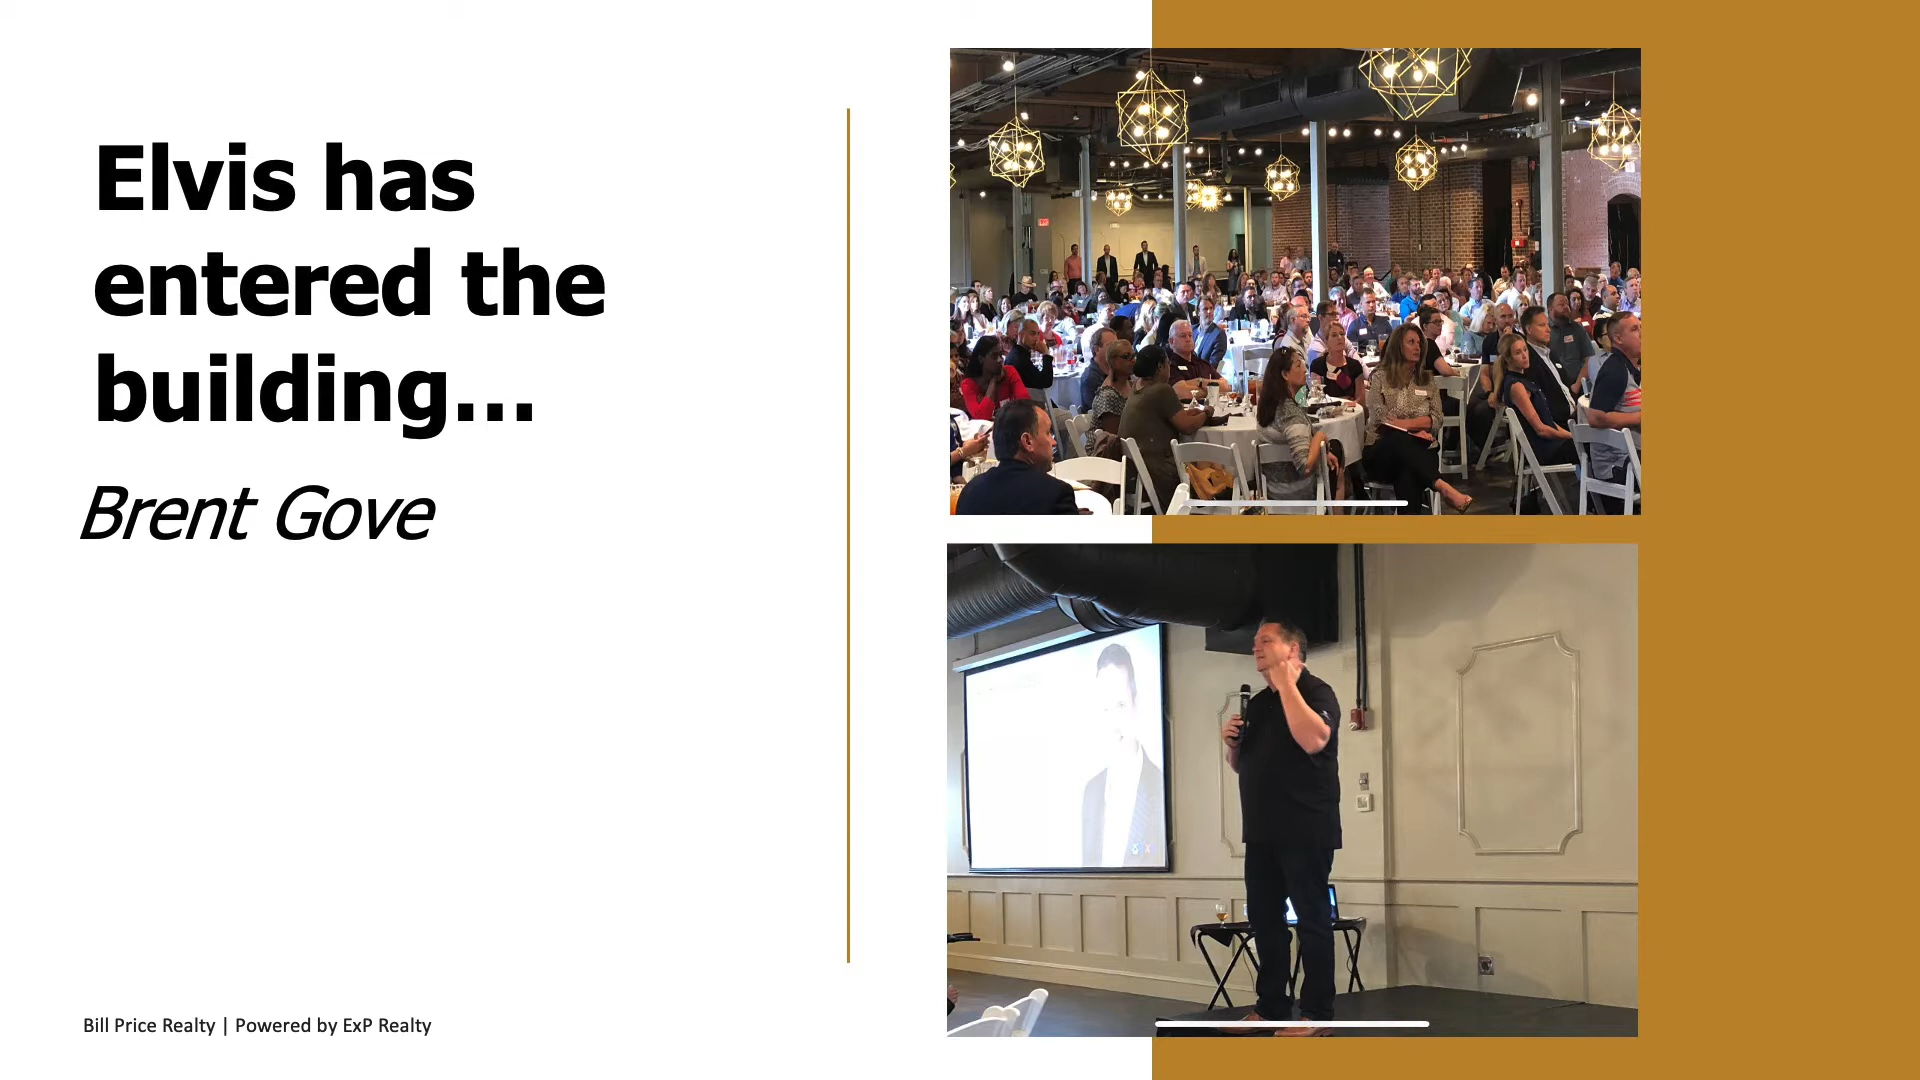 Elvis has
entered the
building...
Brent Gove
Bill Price Realty | Powered by ExP Realty